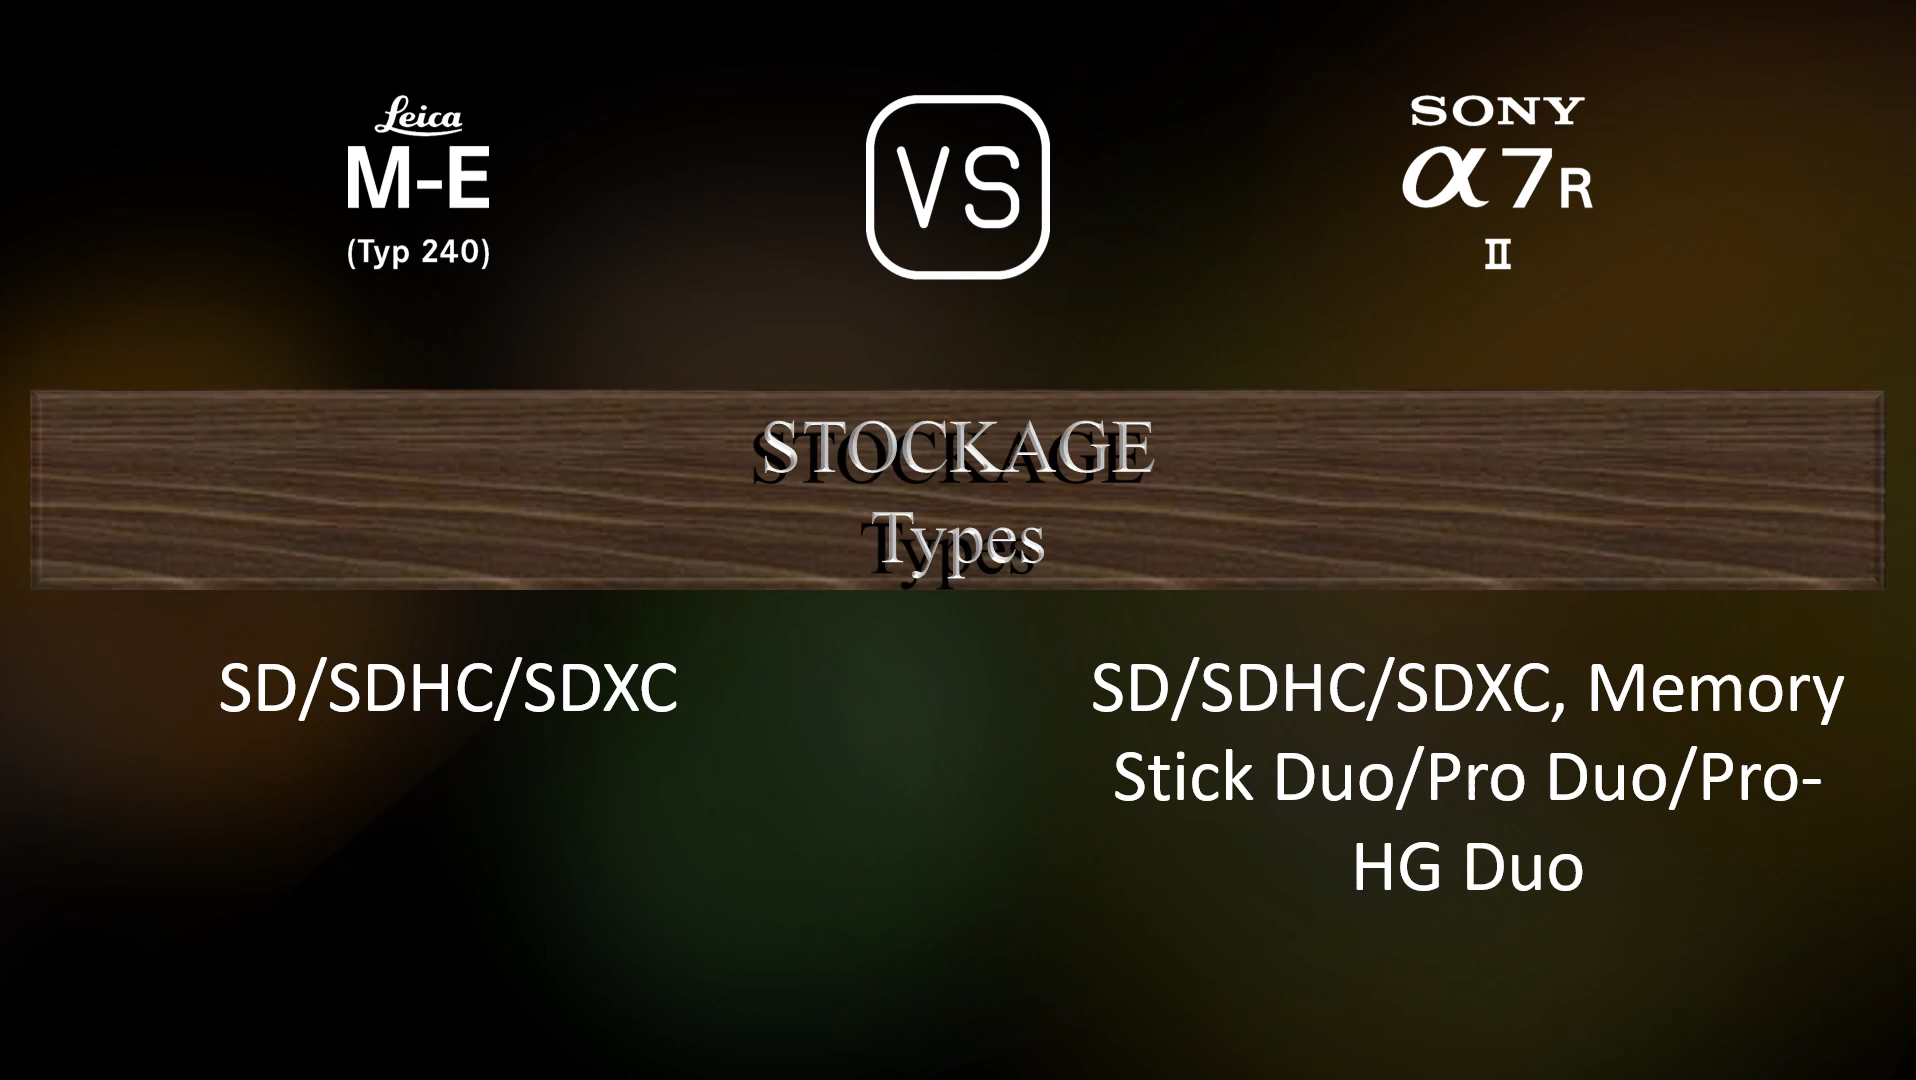 Leica
M-E
(Typ 240)
VS
SONY
α7R
II
STOCKAGE
Types
SD/SDHC/SDXC
SD/SDHC/SDXC, Memory
Stick Duo/Pro Duo/Pro-
HG Duo